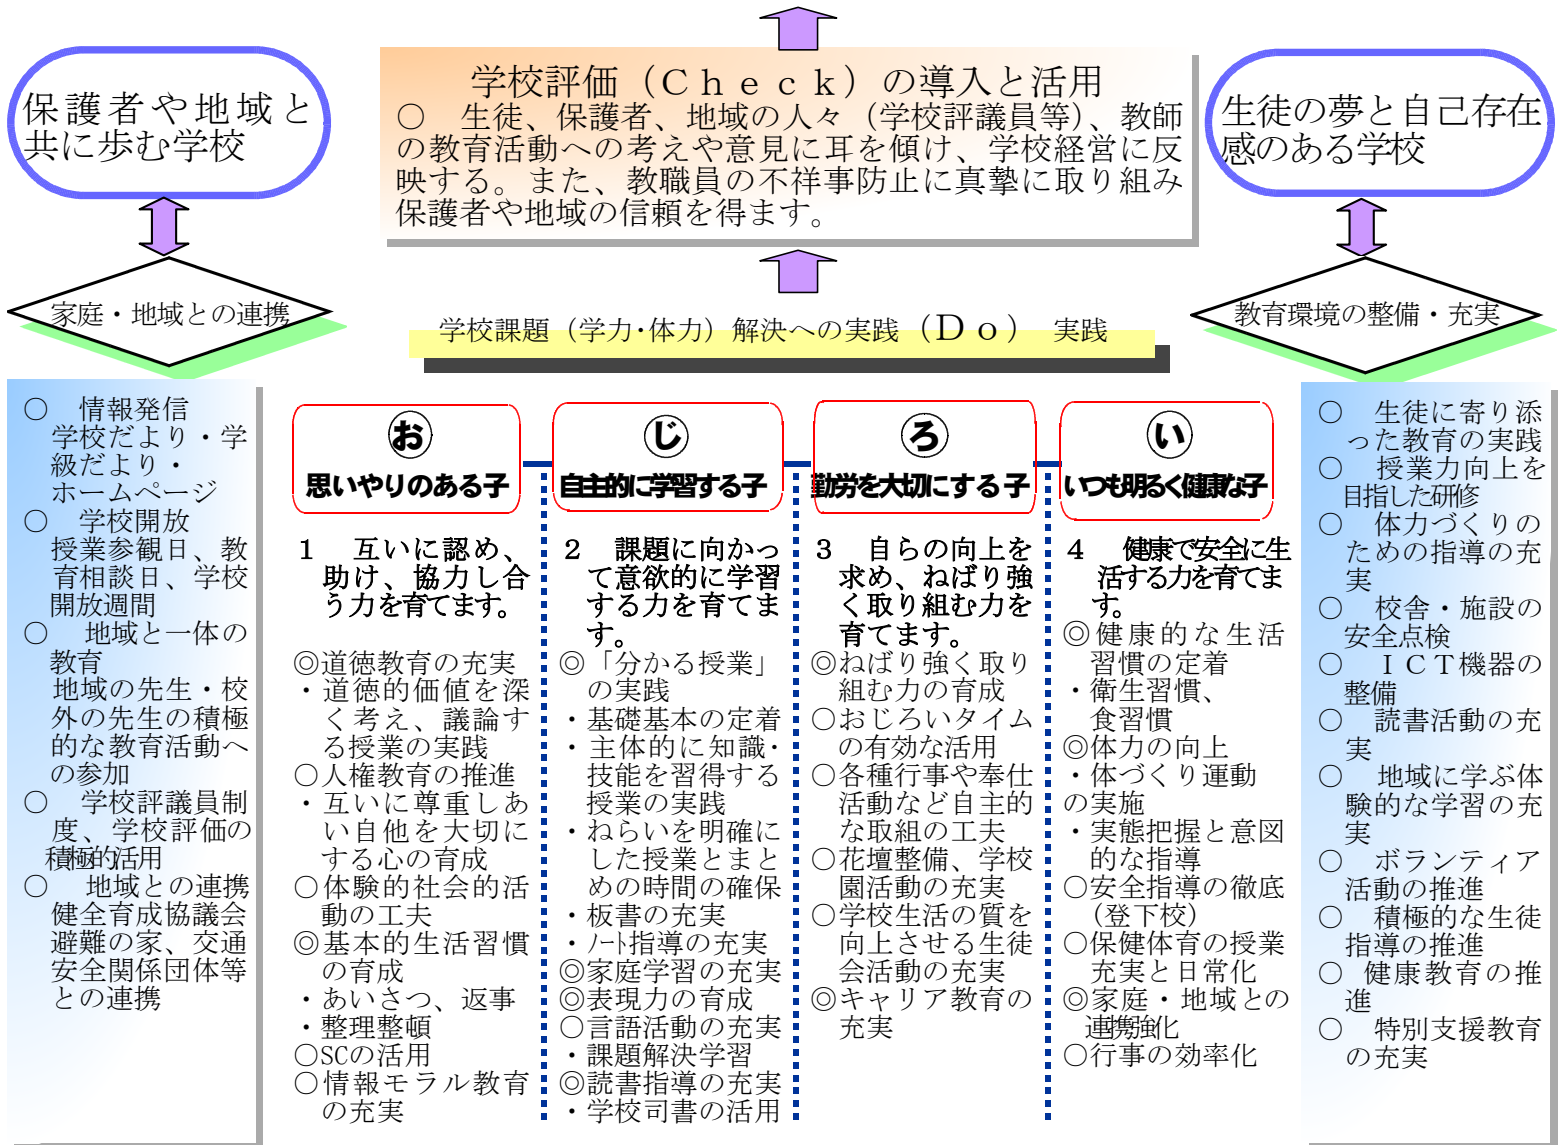 保護者や地域と
共に歩む学校
学校評価（Ｃｈｅｃｋ）の導入と活用
○　生徒、保護者、地域の人々（学校評議員等）、教師
の教育活動への考えや意見に耳を傾け、学校経営に反
映する。また、教職員の不祥事防止に真摯に取り組み
保護者や地域の信頼を得ます。
生徒の夢と自己存在
感のある学校
家庭・地域との連携
学校課題（学力・体力）解決への実践（Ｄｏ）　実践
教育環境の整備・充実
○　情報発信
学校だより・学
級だより・
ホームページ
○　学校開放
授業参観日、教
育相談日、学校
開放週間
○　地域と一体の
教育
地域の先生・校
外の先生の積極
的な教育活動へ
の参加
○　学校評議員制
度、学校評価の
積極的活用
○　地域との連携
健全育成協議会
避難の家、交通
安全関係団体等
との連携
お
思いやりのある子
１　互いに認め、
助け、協力し合
う力を育てます。
◎道徳教育の充実
・道徳的価値を深
く考え、議論す
る授業の実践
○人権教育の推進
・互いに尊重しあ
い自他を大切に
する心の育成
○体験的社会的活
動の工夫
◎基本的生活習慣
の育成
・あいさつ、返事
・整理整頓
○SCの活用
○情報モラル教育
の充実
じ
自主的に学習する子
２　課題に向かっ
て意欲的に学習
する力を育てま
す。
◎「分かる授業」
の実践
・基礎基本の定着
・主体的に知識・
技能を習得する
授業の実践
・ねらいを明確に
した授業とまと
めの時間の確保
・板書の充実
・ノート指導の充実
◎家庭学習の充実
◎表現力の育成
○言語活動の充実
・課題解決学習
◎読書指導の充実
・学校司書の活用
ろ
勤労を大切にする子
３　自らの向上を
求め、ねばり強
く取り組む力を
育てます。
◎ねばり強く取り
組む力の育成
○おじろいタイム
の有効な活用
○各種行事や奉仕
活動など自主的
な取組の工夫
○花壇整備、学校
園活動の充実
○学校生活の質を
向上させる生徒
会活動の充実
◎キャリア教育の
充実
い
いつも明るく健康な子
４　健康で安全に生
活する力を育てま
す。
◎健康的な生活
習慣の定着
・衛生習慣、
食習慣
◎体力の向上
・体づくり運動
の実施
・実態把握と意図
的な指導
○安全指導の徹底
（登下校）
○保健体育の授業
充実と日常化
◎家庭・地域との
連携強化
○行事の効率化
○　生徒に寄り添
った教育の実践
○　授業力向上を
目指した研修
○　体力づくりの
ための指導の充
実
○　校舎・施設の
安全点検
○　ＩＣＴ機器の
整備
○　読書活動の充
実
○　地域に学ぶ体
験的な学習の充
実
○　ボランティア
活動の推進
○　積極的な生徒
指導の推進
○　健康教育の推
進
○　特別支援教育
の充実